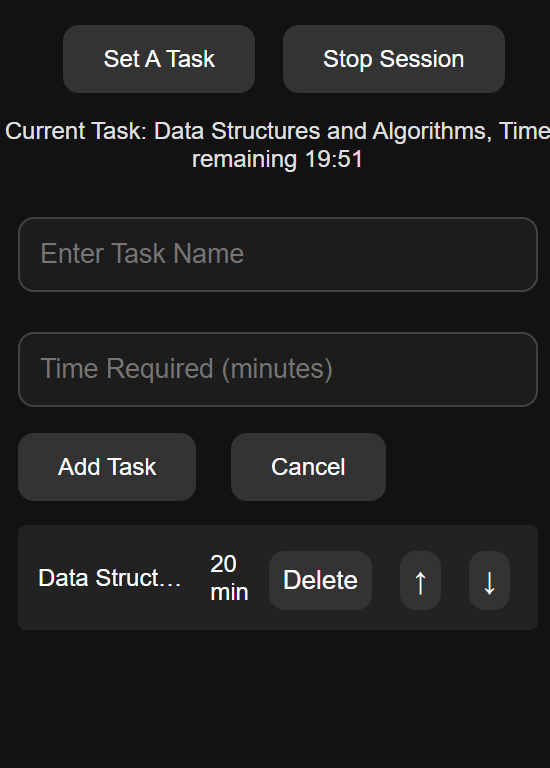 Set A Task Stop Session
Current Task: Data Structures and Algorithms, Time
remaining 19:51
Enter Task Name
Time Required (minutes)
Add Task Cancel
Data Struct… 20 min Delete ↑ ↓